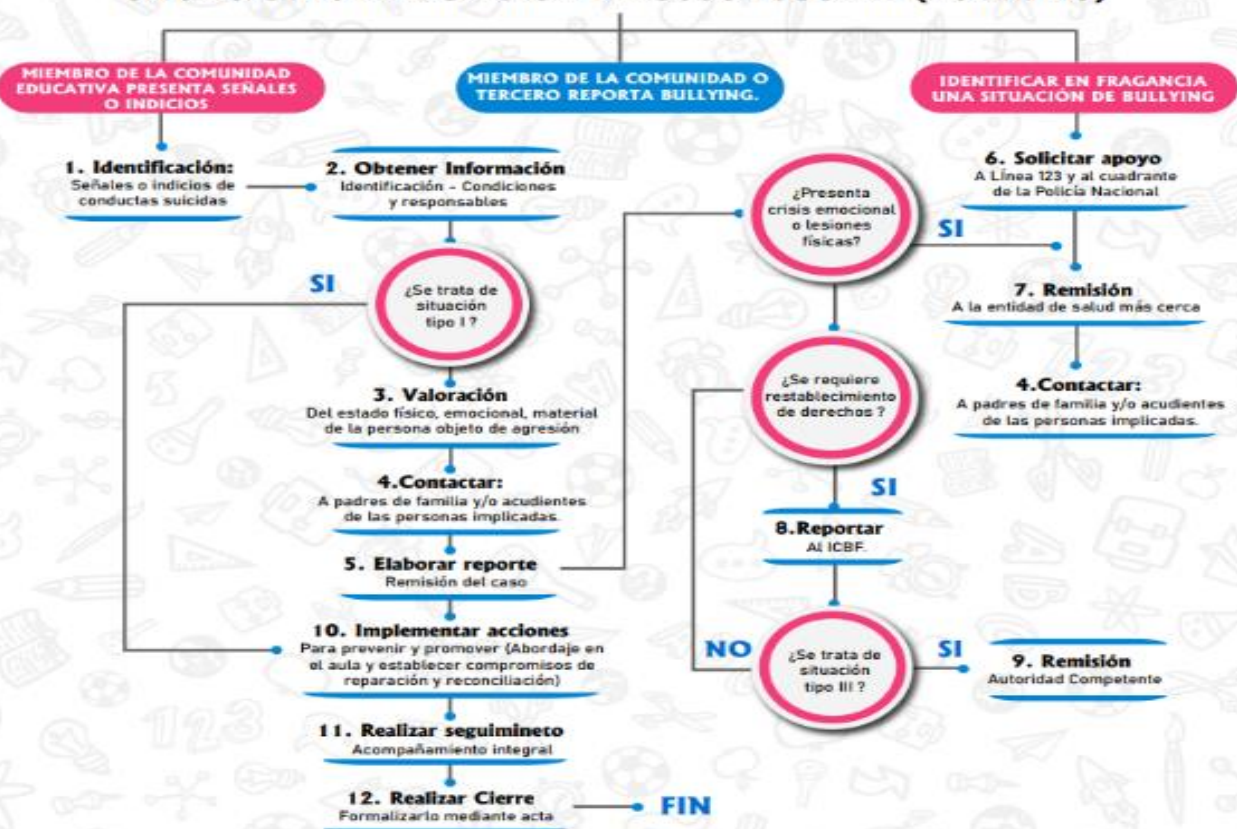 MIEMBRO DE LA COMUNIDAD
EDUCATIVA PRESENTA SEÑALES
O INDICIOS
MIEMBRO DE LA COMUNIDAD O
TERCERO REPORTA BULLYING.
IDENTIFICAR EN FRAGANCIA
UNA SITUACIÓN DE BULLYING
1. Identificación:
Señales o indicios de
conductas suicidas
2. Obtener Información
Identificación - Condiciones
y responsables
¿Se trata de
situación
tipo I ?
SI
3. Valoración
Del estado físico, emocional, material
de la persona objeto de agresión
4.Contactar:
A padres de familia y/o acudientes
de las personas implicadas.
5. Elaborar reporte
Remisión del caso
10. Implementar acciones
Para prevenir y promover (Abordaje en
el aula y establecer compromisos de
reparación y reconciliación)
11. Realizar seguimineto
Acompañamiento integral
12. Realizar Cierre
Formalizarlo mediante acta
FIN
¿Presenta
crisis emocional
o lesiones
físicas?
SI
¿Se requiere
restablecimiento
de derechos ?
SI
8.Reportar
Al ICBF.
NO
¿Se trata de
situación
tipo III ?
SI
9. Remisión
Autoridad Competente
6. Solicitar apoyo
A Línea 123 y al cuadrante
de la Policía Nacional
7. Remisión
A la entidad de salud más cerca
4.Contactar:
A padres de familia y/o acudientes
de las personas implicadas.